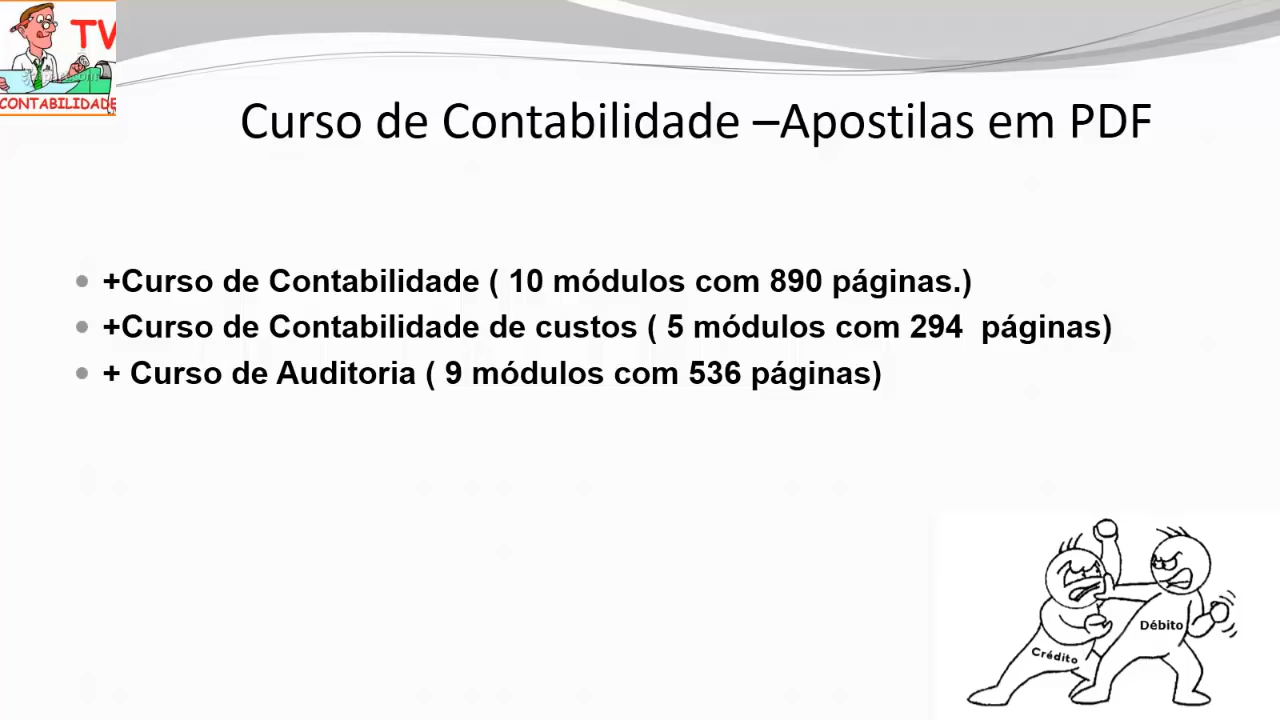 TV
CONTABILIDADE
Curso de Contabilidade –Apostilas em PDF
+Curso de Contabilidade ( 10 módulos com 890 páginas.)
+Curso de Contabilidade de custos ( 5 módulos com 294  páginas)
+ Curso de Auditoria ( 9 módulos com 536 páginas)
Débito
Crédito